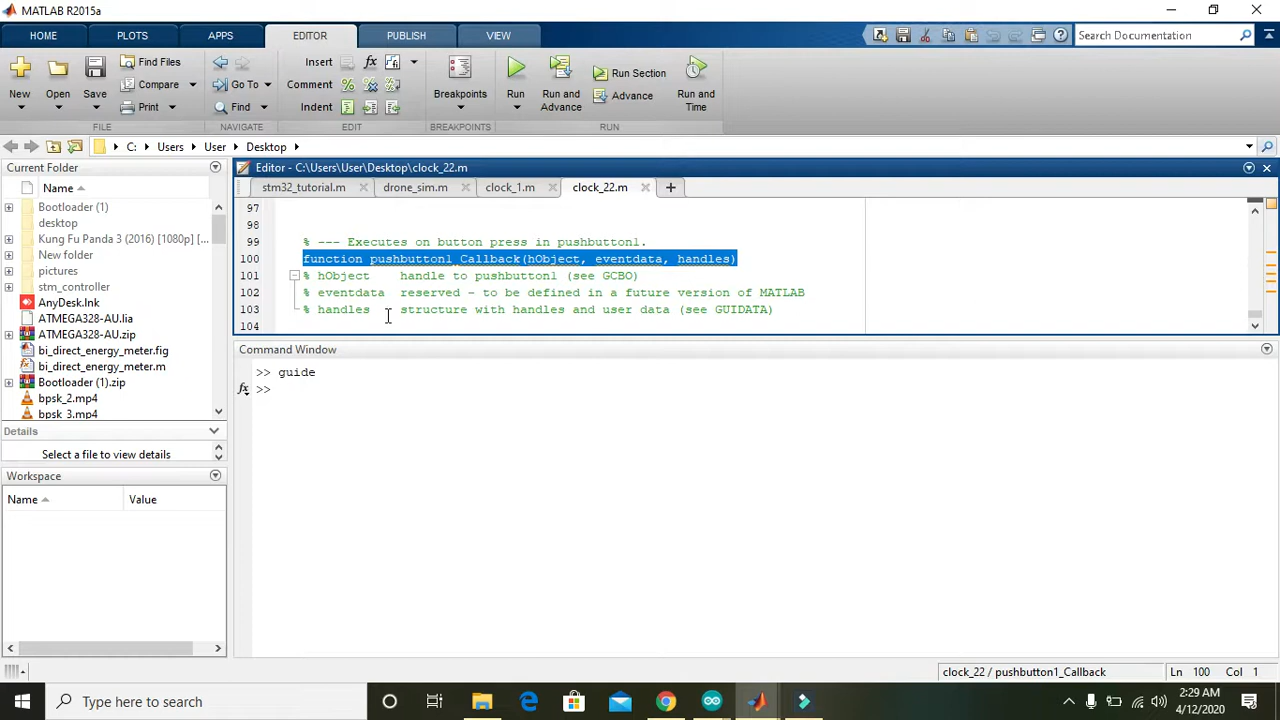 MATLAB R2015a
HOME PLOTS APPS EDITOR PUBLISH VIEW Search Documentation
New Open Save Find Files Compare Print
Go To Find
Insert Comment Indent fx
Breakpoints
Run Run and Advance Run Section Advance Run and Time
FILE NAVIGATE EDIT BREAKPOINTS RUN
C: Users User Desktop
Current Folder
Name
Bootloader (1)
desktop
Kung Fu Panda 3 (2016) [1080p] [...
New folder
pictures
stm_controller
AnyDesk.lnk
ATMEGA328-AU.lia
ATMEGA328-AU.zip
bi_direct_energy_meter.fig
bi_direct_energy_meter.m
Bootloader (1).zip
bpsk_2.mp4
bpsk_3.mp4
Details
Select a file to view details
Workspace
Name Value
Editor - C:\Users\User\Desktop\clock_22.m
stm32_tutorial.m drone_sim.m clock_1.m clock_22.m
97
98
99 % --- Executes on button press in pushbutton1.
100 function pushbutton1_Callback(hObject, eventdata, handles)
101 % hObject    handle to pushbutton1 (see GCBO)
102 % eventdata  reserved - to be defined in a future version of MATLAB
103 % handles    structure with handles and user data (see GUIDATA)
104
Command Window
>> guide
fx >>
clock_22 / pushbutton1_Callback Ln 100 Col 1
Type here to search
2:29 AM
4/12/2020